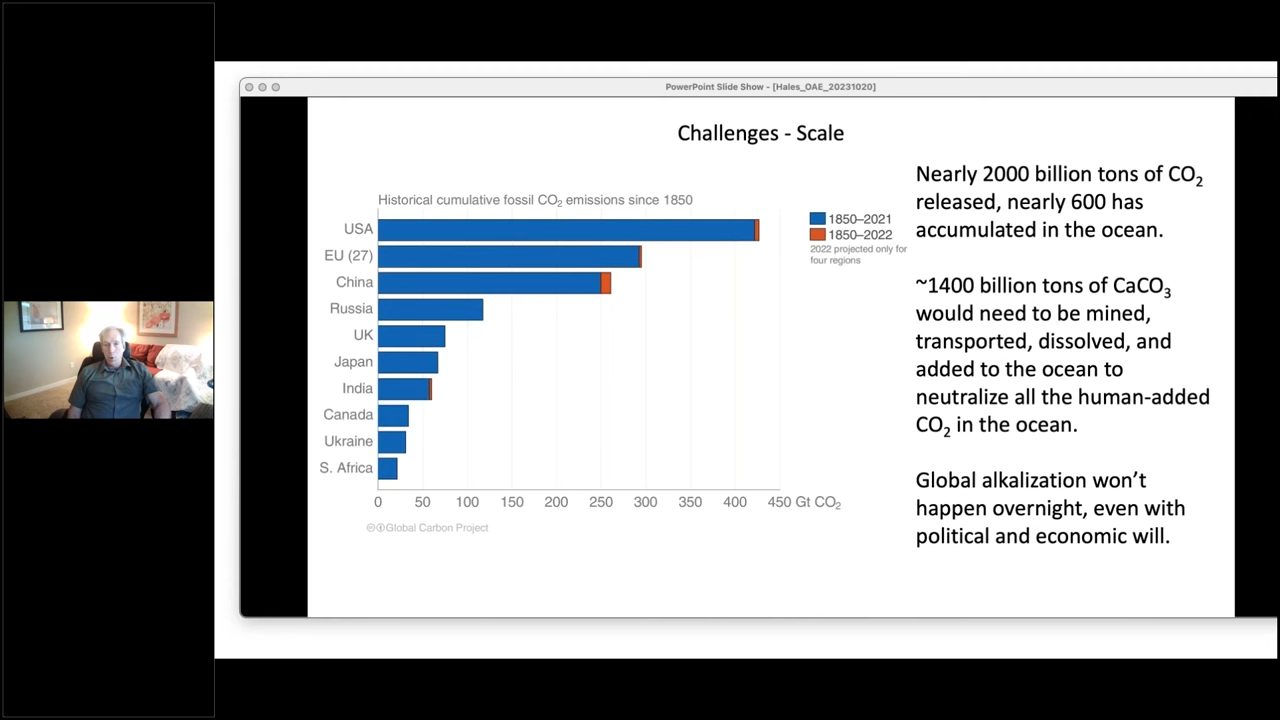 PowerPoint Slide Show - [Hales_OAE_20231020]
Challenges - Scale
Historical cumulative fossil CO₂ emissions since 1850
USA
EU (27)
China
Russia
UK
Japan
India
Canada
Ukraine
S. Africa
0 50 100 150 200 250 300 350 400 450 Gt CO₂
Global Carbon Project
1850–2021
1850–2022
2022 projected only for
four regions
Nearly 2000 billion tons of CO₂
released, nearly 600 has
accumulated in the ocean.
~1400 billion tons of CaCO₃
would need to be mined,
transported, dissolved, and
added to the ocean to
neutralize all the human-added
CO₂ in the ocean.
Global alkalization won't
happen overnight, even with
political and economic will.